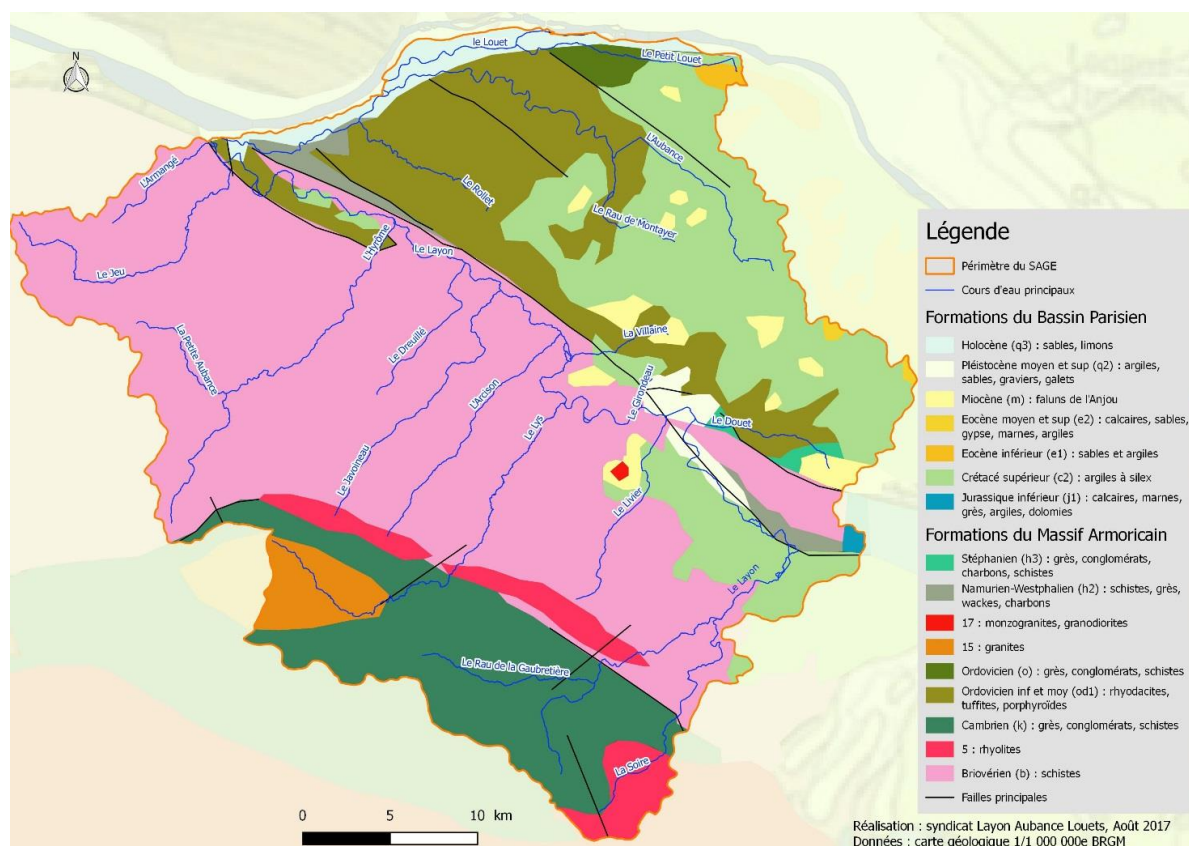 N
le Louet
Le Petit Louet
L'Aubance
L'Armangé
Le Rollet
Le Rau de Montayer
L'Hyrôme
Le Layon
Le Jeu
La Petite Aubance
Le Dreuillé
La Villaine
L'Arcison
Le Lys
Le Girondeau
Le Douet
Le Javoineau
Le Livier
Le Layon
Le Rau de la Gaubretière
La Soire
0 5 10 km
Légende
Périmètre du SAGE
Cours d'eau principaux
Formations du Bassin Parisien
Holocène (q3) : sables, limons
Pléistocène moyen et sup (q2) : argiles,
sables, graviers, galets
Miocène (m) : faluns de l'Anjou
Eocène moyen et sup (e2) : calcaires, sables,
gypse, marnes, argiles
Eocène inférieur (e1) : sables et argiles
Crétacé supérieur (c2) : argiles à silex
Jurassique inférieur (j1) : calcaires, marnes,
grès, argiles, dolomies
Formations du Massif Armoricain
Stéphanien (h3) : grès, conglomérats,
charbons, schistes
Namurien-Westphalien (h2) : schistes, grès,
wackes, charbons
17 : monzogranites, granodiorites
15 : granites
Ordovicien (o) : grès, conglomérats, schistes
Ordovicien inf et moy (od1) : rhyodacites,
tuffites, porphyroïdes
Cambrien (k) : grès, conglomérats, schistes
5 : rhyolites
Briovérien (b) : schistes
Failles principales
Réalisation : syndicat Layon Aubance Louets, Août 2017
Données : carte géologique 1/1 000 000e BRGM